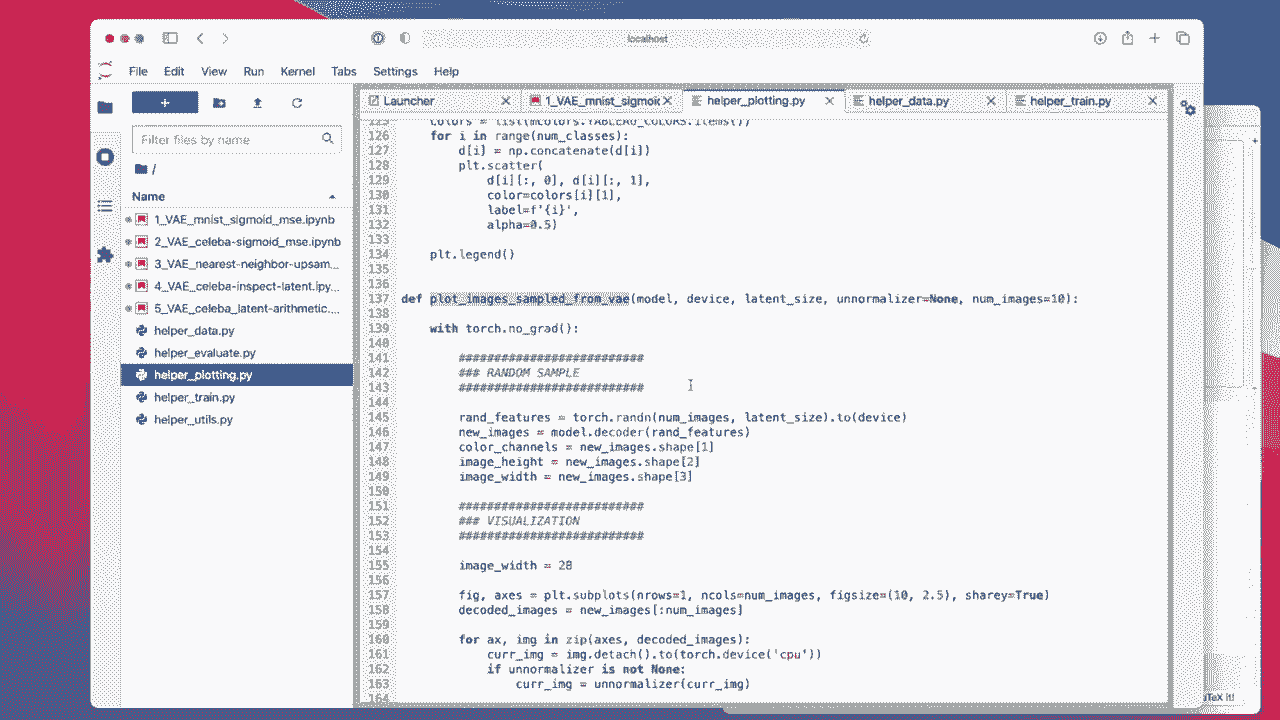 localhost
File Edit View Run Kernel Tabs Settings Help
Launcher 1_VAE_mnist_sigmoi helper_plotting.py helper_data.py helper_train.py
Filter files by name
/
Name
1_VAE_mnist_sigmoid_mse.ipynb
2_VAE_celeba-sigmoid_mse.ipynb
3_VAE_nearest-neighbor-upsam...
4_VAE_celeba-inspect-latent.ipy...
5_VAE_celeba_latent-arithmetic....
helper_data.py
helper_evaluate.py
helper_plotting.py
helper_train.py
helper_utils.py
125 colors = list(mcolors.TABLEAU_COLORS.items())
126 for i in range(num_classes):
127 d[i] = np.concatenate(d[i])
128 plt.scatter(
129 d[i][:, 0], d[i][:, 1],
130 color=colors[i][1],
131 label=f'{i}',
132 alpha=0.5)
133
134 plt.legend()
135
136
137 def plot_images_sampled_from_vae(model, device, latent_size, unnormalizer=None, num_images=10):
138
139 with torch.no_grad():
140
141 ##########################
142 ### RANDOM SAMPLE
143 ##########################
144
145 rand_features = torch.randn(num_images, latent_size).to(device)
146 new_images = model.decoder(rand_features)
147 color_channels = new_images.shape[1]
148 image_height = new_images.shape[2]
149 image_width = new_images.shape[3]
150
151 ##########################
152 ### VISUALIZATION
153 ##########################
154
155 image_width = 28
156
157 fig, axes = plt.subplots(nrows=1, ncols=num_images, figsize=(10, 2.5), sharey=True)
158 decoded_images = new_images[:num_images]
159
160 for ax, img in zip(axes, decoded_images):
161 curr_img = img.detach().to(torch.device('cpu'))
162 if unnormalizer is not None:
163 curr_img = unnormalizer(curr_img)
164
TeX it!